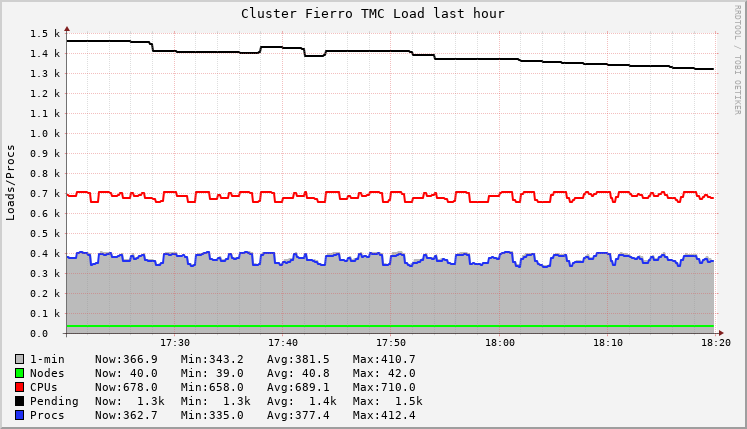 Cluster Fierro TMC Load last hour
RRDTOOL / TOBI OETIKER
Loads/Procs
1.5 k
1.4 k
1.3 k
1.2 k
1.1 k
1.0 k
0.9 k
0.8 k
0.7 k
0.6 k
0.5 k
0.4 k
0.3 k
0.2 k
0.1 k
0.0
17:30 17:40 17:50 18:00 18:10 18:20
1-min Now:366.9 Min:343.2 Avg:381.5 Max:410.7
Nodes Now: 40.0 Min: 39.0 Avg: 40.8 Max: 42.0
CPUs Now:678.0 Min:658.0 Avg:689.1 Max:710.0
Pending Now: 1.3k Min: 1.3k Avg: 1.4k Max: 1.5k
Procs Now:362.7 Min:335.0 Avg:377.4 Max:412.4